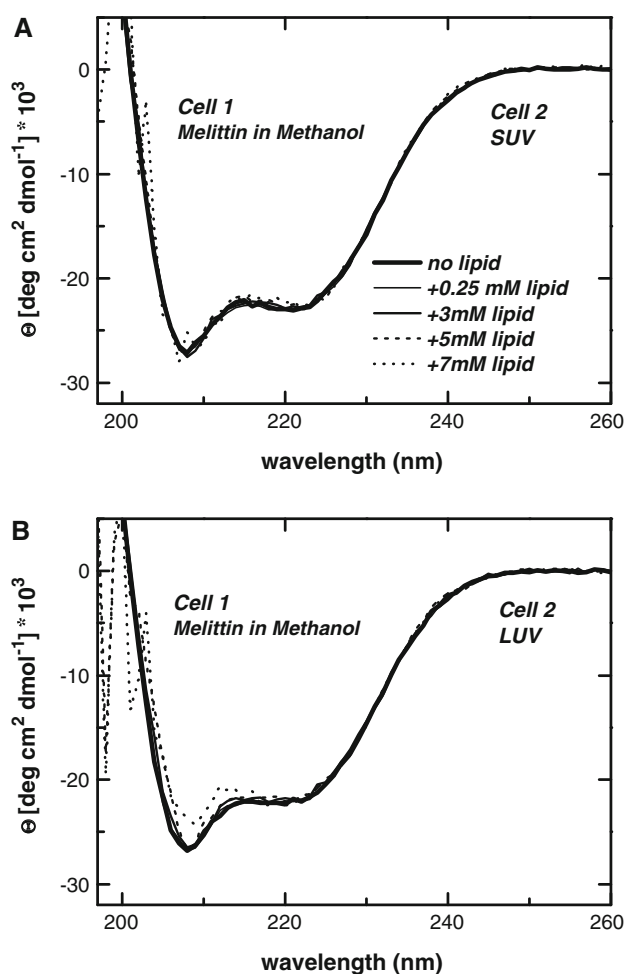 A
Θ [deg cm² dmol⁻¹] * 10³
0
-10
-20
-30
Cell 1
Melittin in Methanol
Cell 2
SUV
no lipid
+0.25 mM lipid
+3mM lipid
+5mM lipid
+7mM lipid
200 220 240 260
wavelength (nm)
B
Θ [deg cm² dmol⁻¹] * 10³
0
-10
-20
-30
Cell 1
Melittin in Methanol
Cell 2
LUV
200 220 240 260
wavelength (nm)